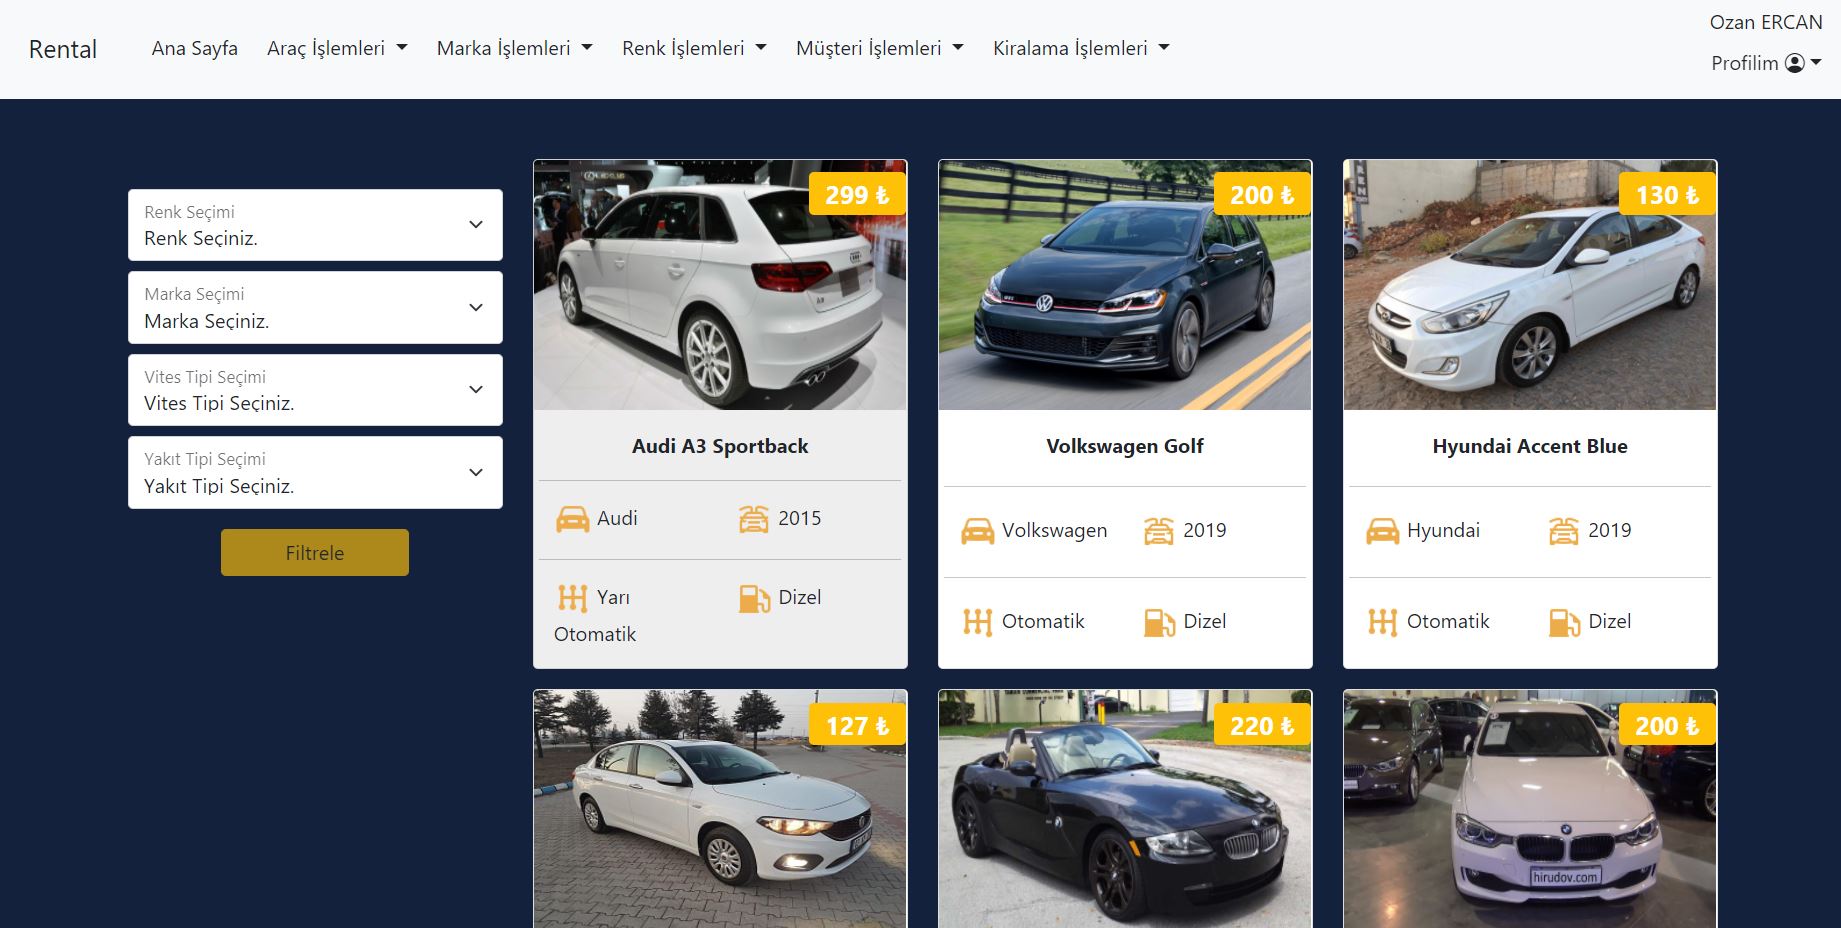 Rental
Ana Sayfa
Araç İşlemleri
Marka İşlemleri
Renk İşlemleri
Müşteri İşlemleri
Kiralama İşlemleri
Ozan ERCAN
Profilim
Renk Seçimi
Renk Seçiniz.
Marka Seçimi
Marka Seçiniz.
Vites Tipi Seçimi
Vites Tipi Seçiniz.
Yakıt Tipi Seçimi
Yakıt Tipi Seçiniz.
Filtrele
299 ₺
Audi A3 Sportback
Audi
2015
Yarı
Otomatik
Dizel
200 ₺
Volkswagen Golf
Volkswagen
2019
Otomatik
Dizel
130 ₺
Hyundai Accent Blue
Hyundai
2019
Otomatik
Dizel
127 ₺
220 ₺
200 ₺
hirudov.com